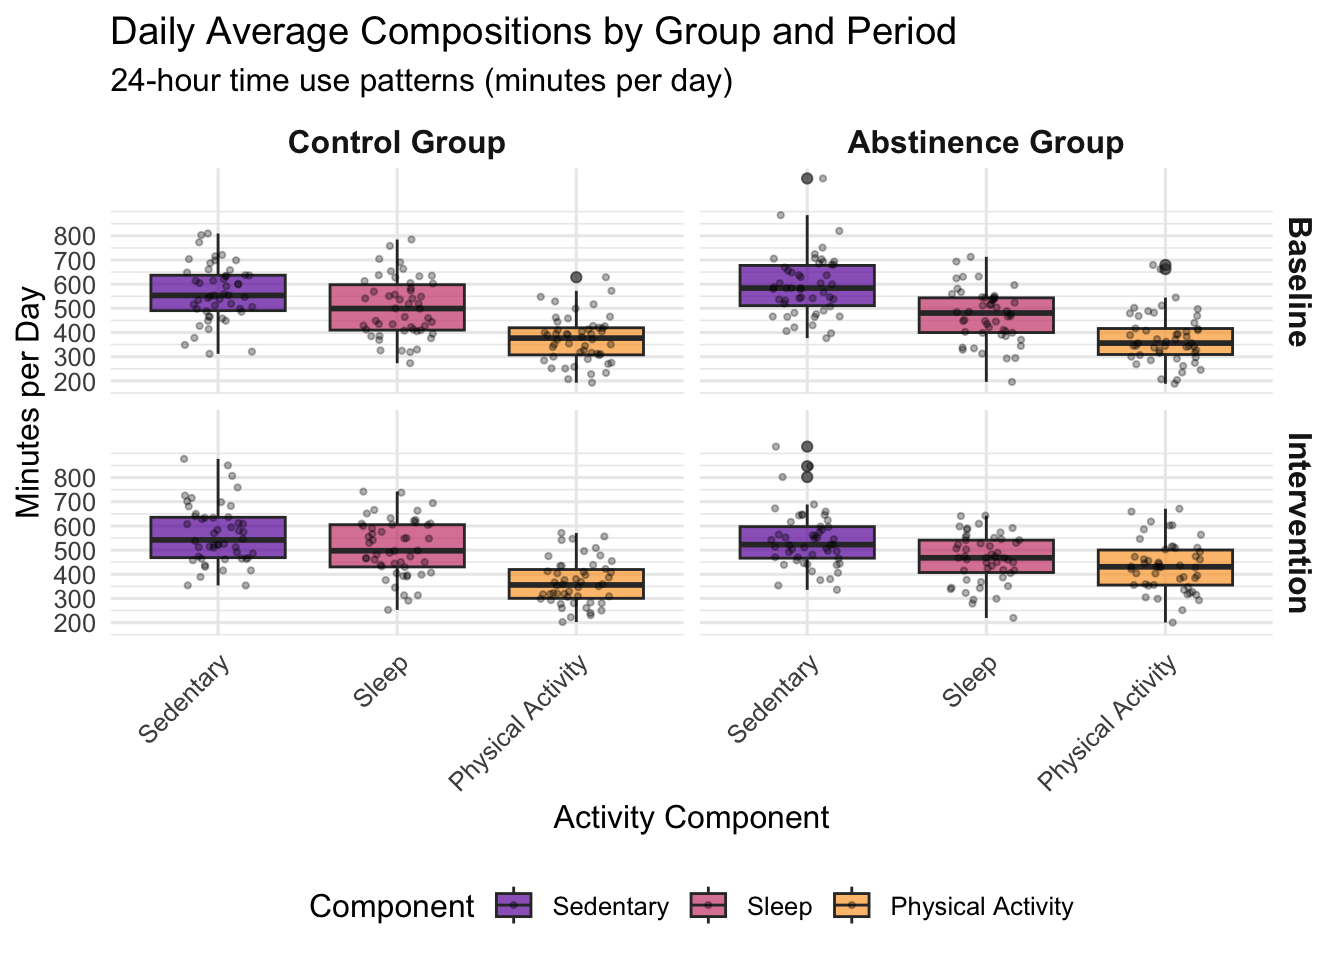 Daily Average Compositions by Group and Period
24-hour time use patterns (minutes per day)
Control Group
Abstinence Group
Minutes per Day
800
700
600
500
400
300
200
Baseline
800
700
600
500
400
300
200
Intervention
Sedentary
Sleep
Physical Activity
Sedentary
Sleep
Physical Activity
Activity Component
Component Sedentary Sleep Physical Activity